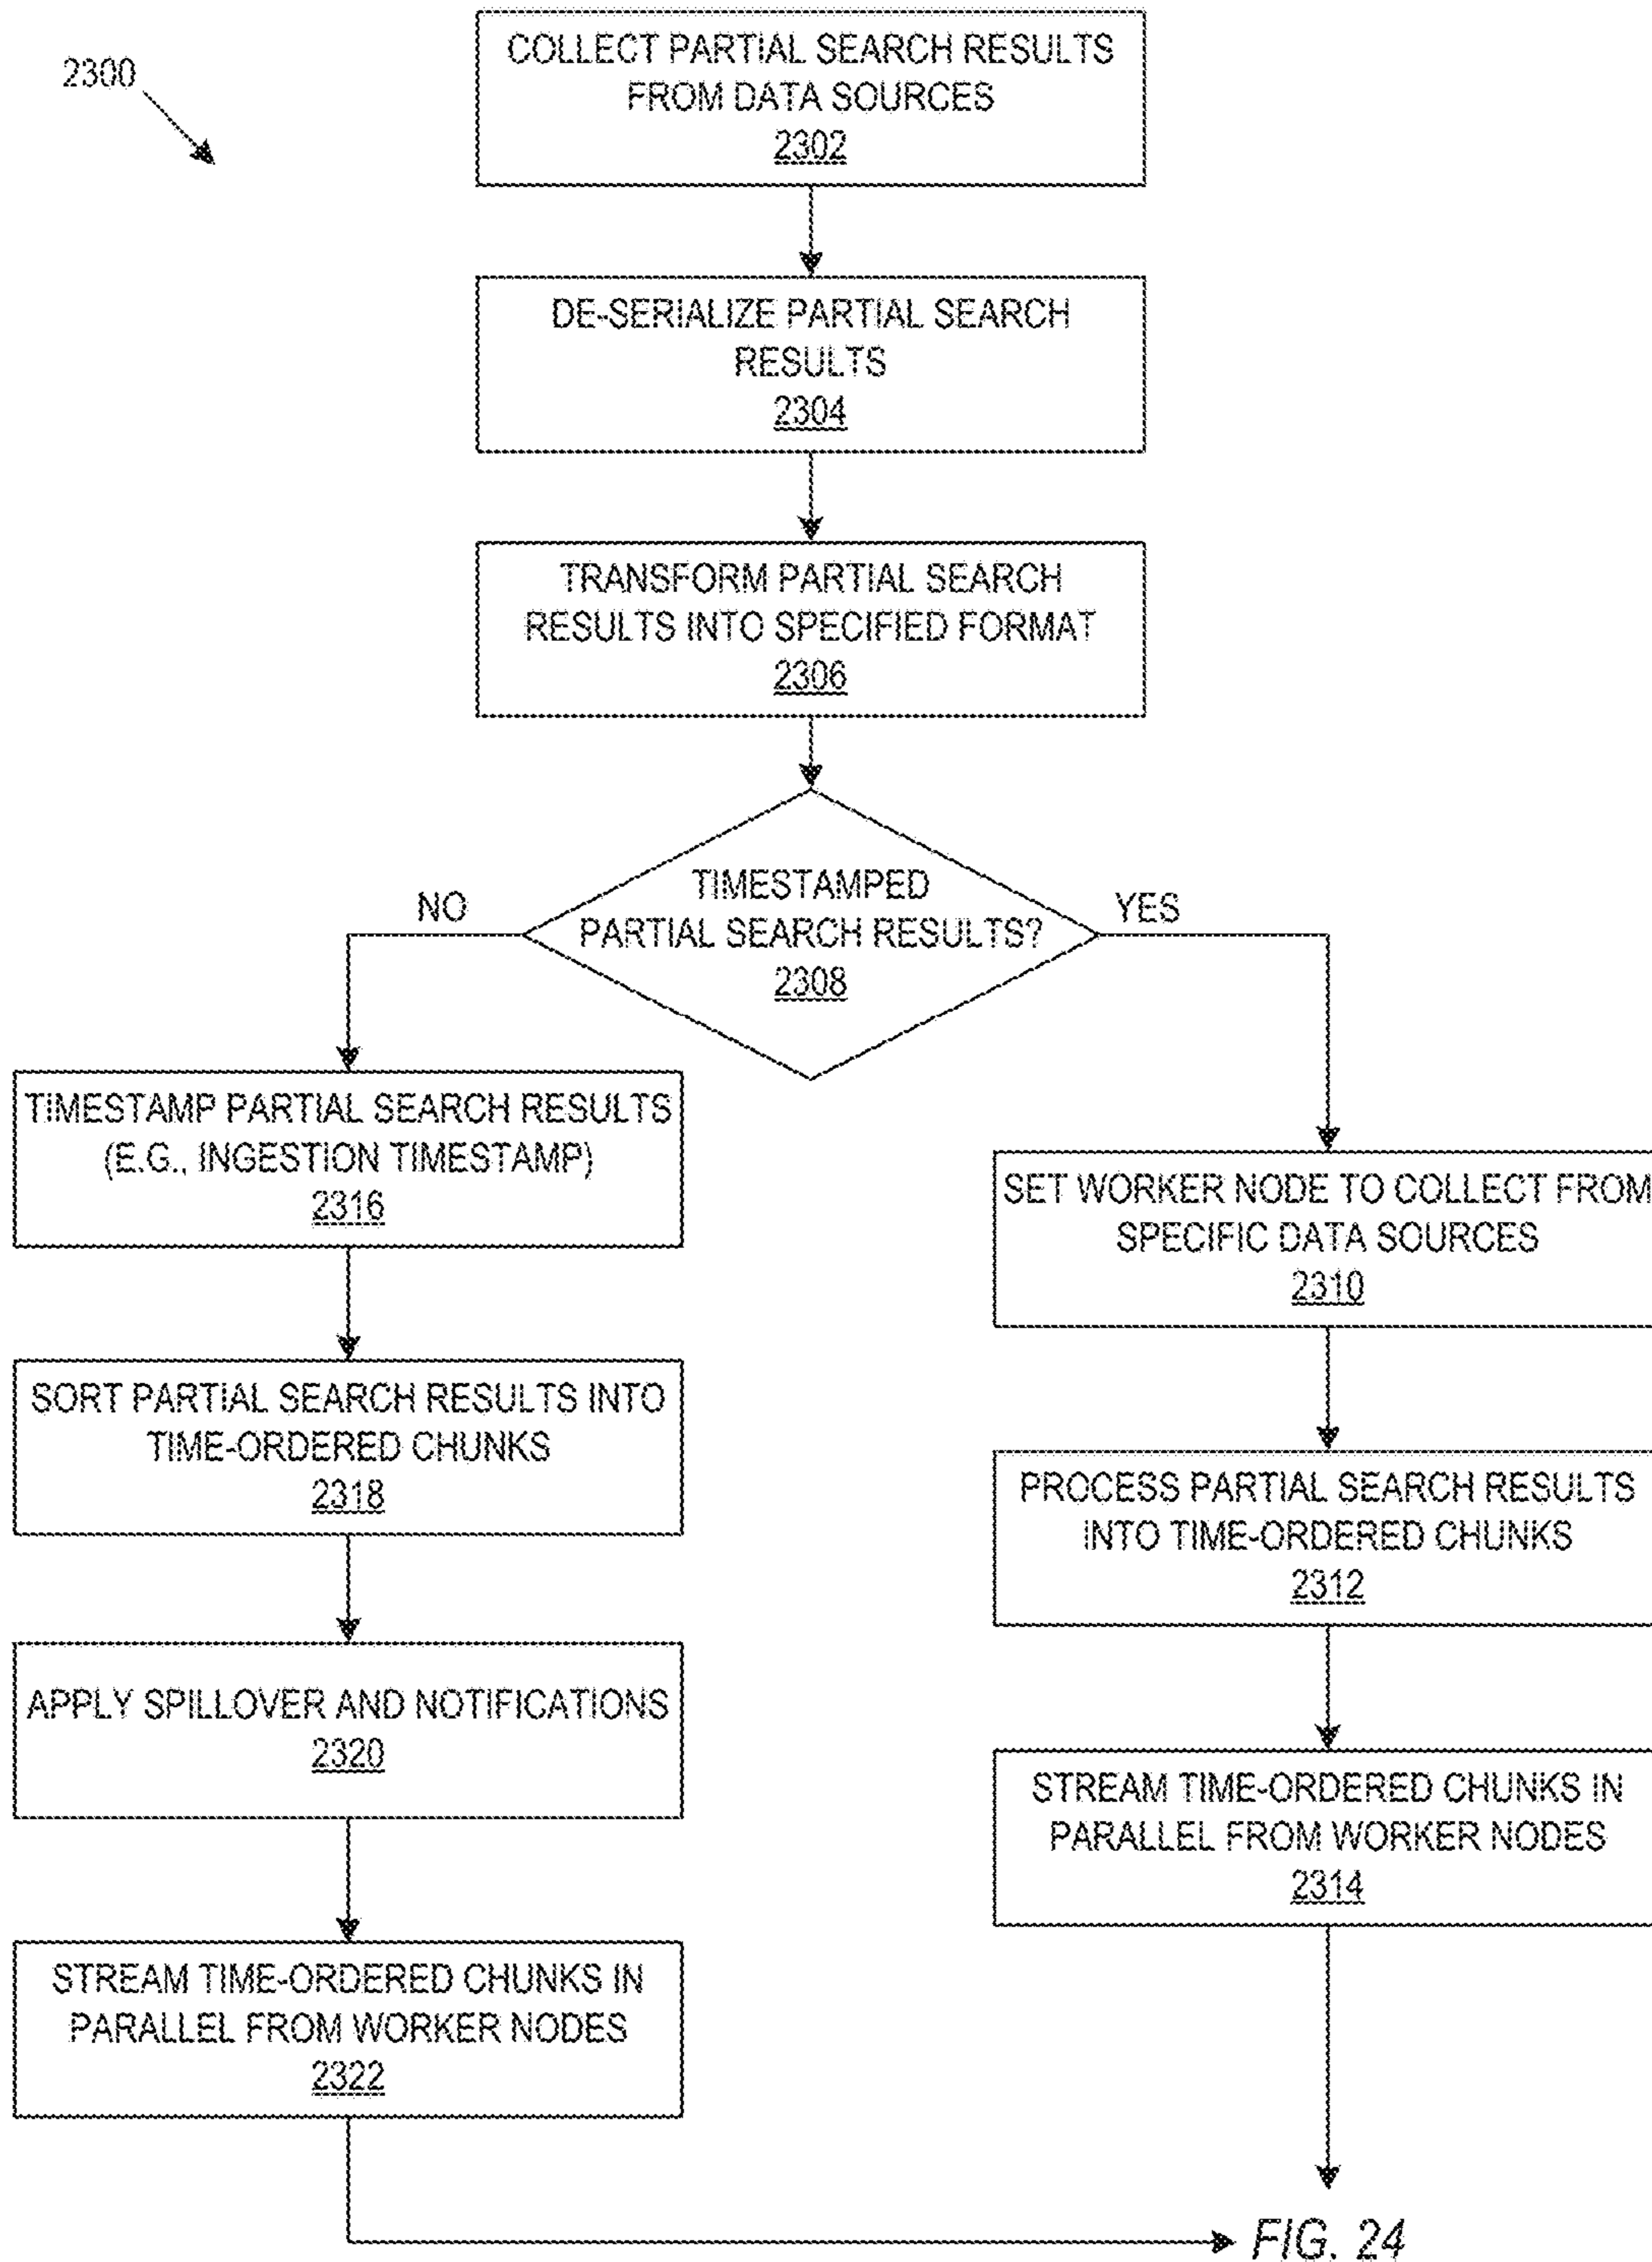 2300
COLLECT PARTIAL SEARCH RESULTS
FROM DATA SOURCES
2302
DE-SERIALIZE PARTIAL SEARCH
RESULTS
2304
TRANSFORM PARTIAL SEARCH
RESULTS INTO SPECIFIED FORMAT
2306
TIMESTAMPED
PARTIAL SEARCH RESULTS?
2308
NO
YES
TIMESTAMP PARTIAL SEARCH RESULTS
(E.G., INGESTION TIMESTAMP)
2316
SORT PARTIAL SEARCH RESULTS INTO
TIME-ORDERED CHUNKS
2318
APPLY SPILLOVER AND NOTIFICATIONS
2320
STREAM TIME-ORDERED CHUNKS IN
PARALLEL FROM WORKER NODES
2322
SET WORKER NODE TO COLLECT FROM
SPECIFIC DATA SOURCES
2310
PROCESS PARTIAL SEARCH RESULTS
INTO TIME-ORDERED CHUNKS
2312
STREAM TIME-ORDERED CHUNKS IN
PARALLEL FROM WORKER NODES
2314
FIG. 24